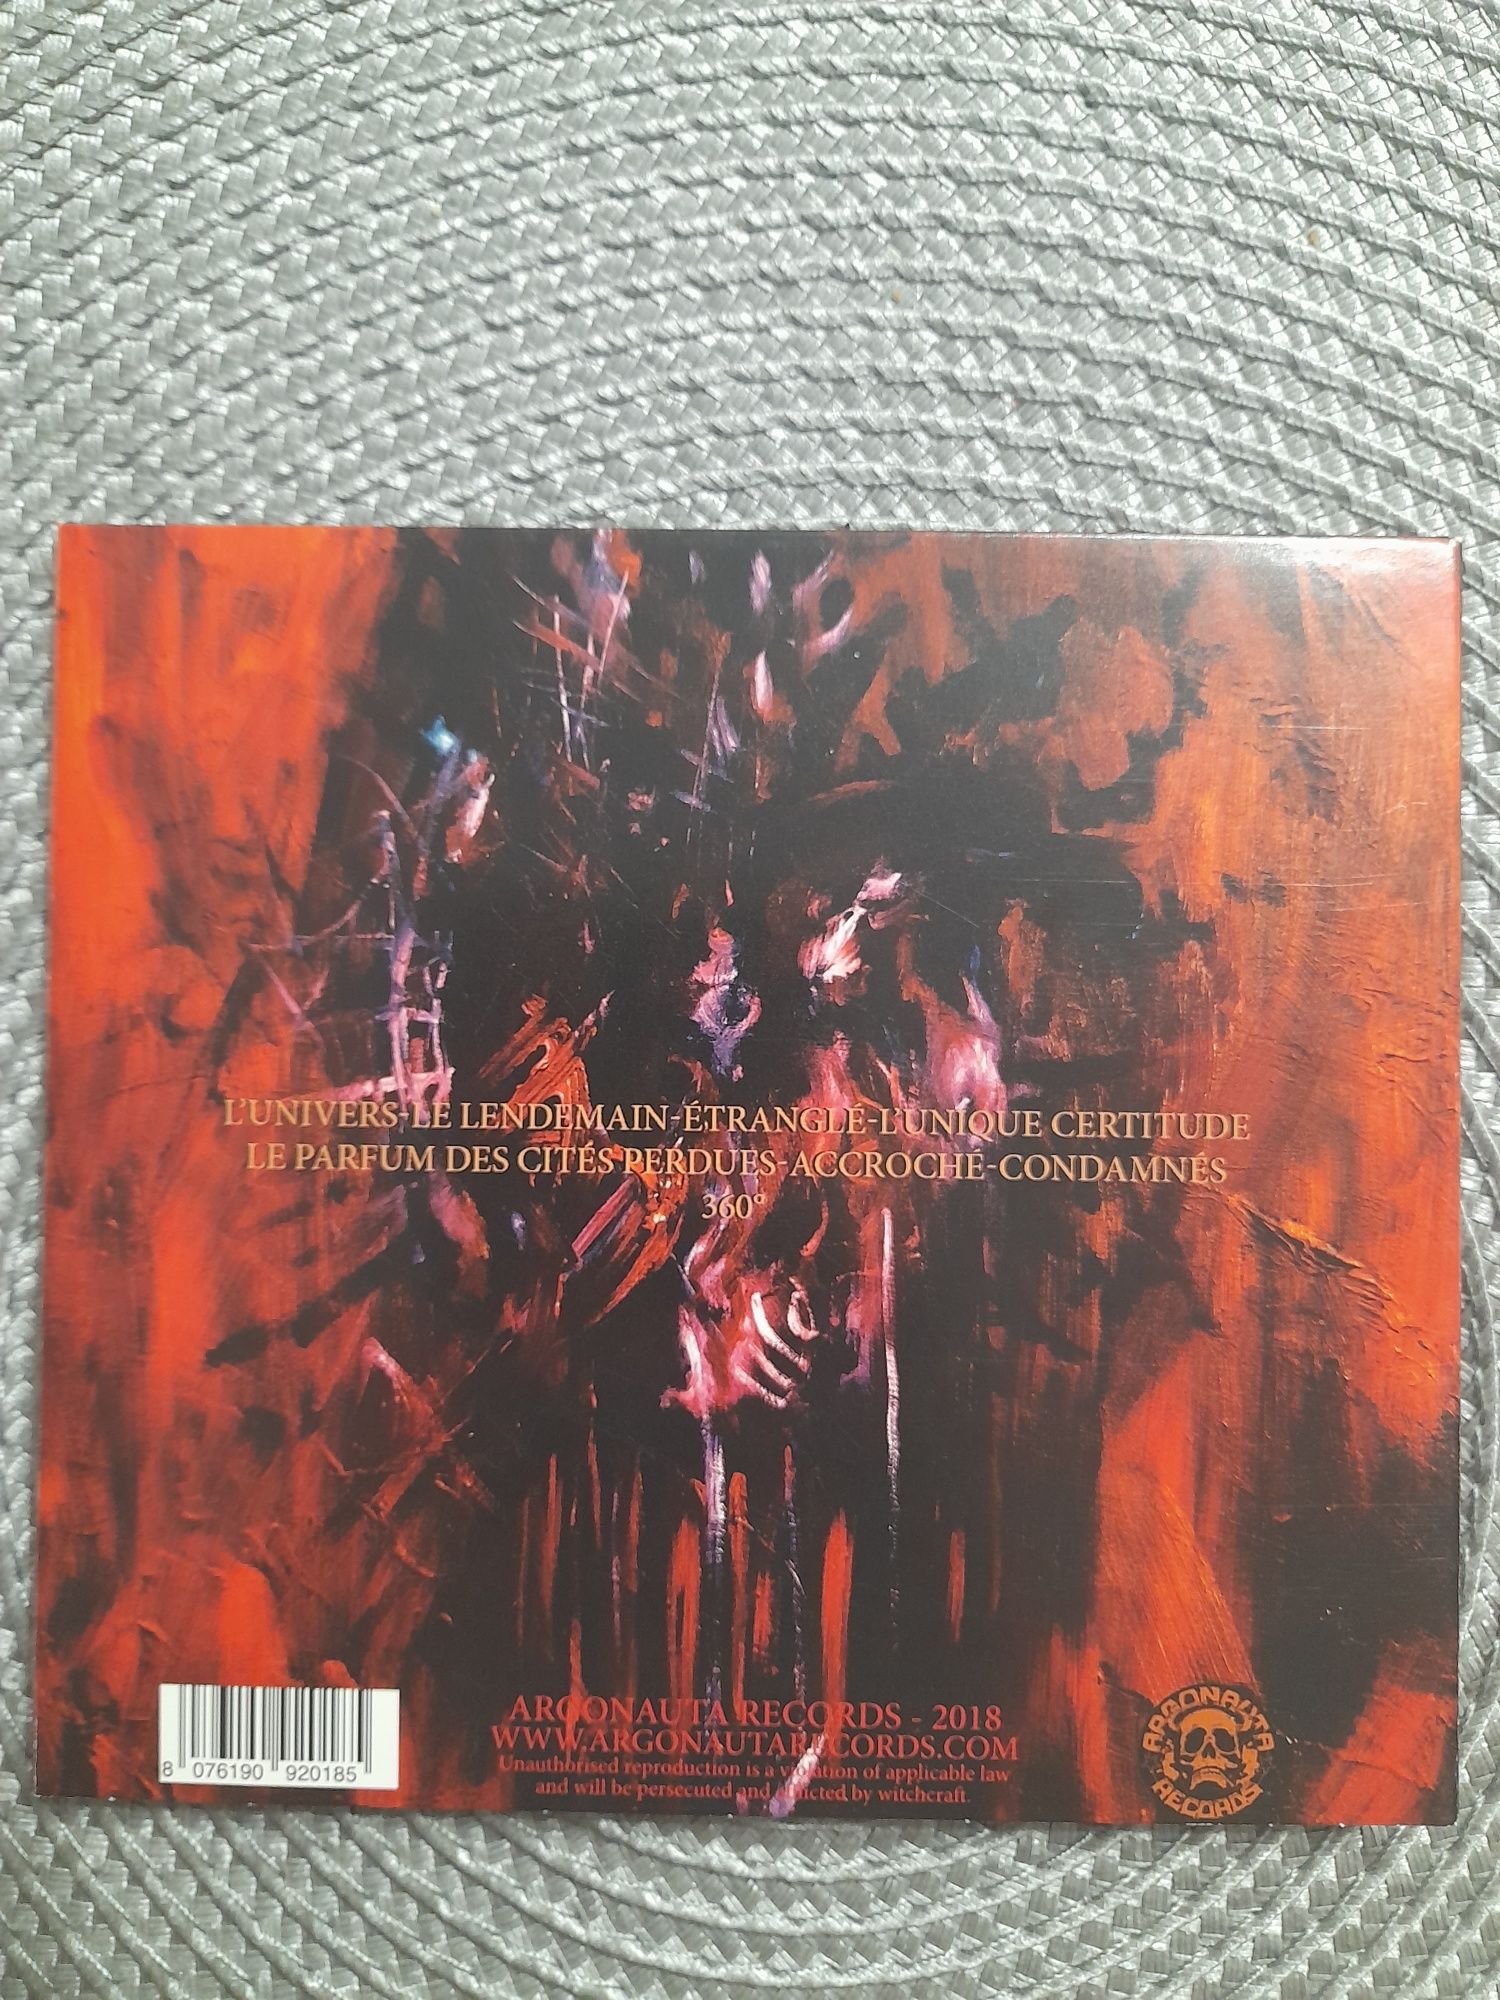 L'UNIVERS-LE LENDEMAIN-ÉTRANGLÉ-L'UNIQUE CERTITUDE
LE PARFUM DES CITÉS PERDUES-ACCROCHÉ-CONDAMNÉS
360°
ARGONAUTA RECORDS - 2018
WWW.ARGONAUTARECORDS.COM
Unauthorised reproduction is a violation of applicable law
and will be persecuted and by witchcraft.
8 076190 920185
ARGONAUTA
RECORDS